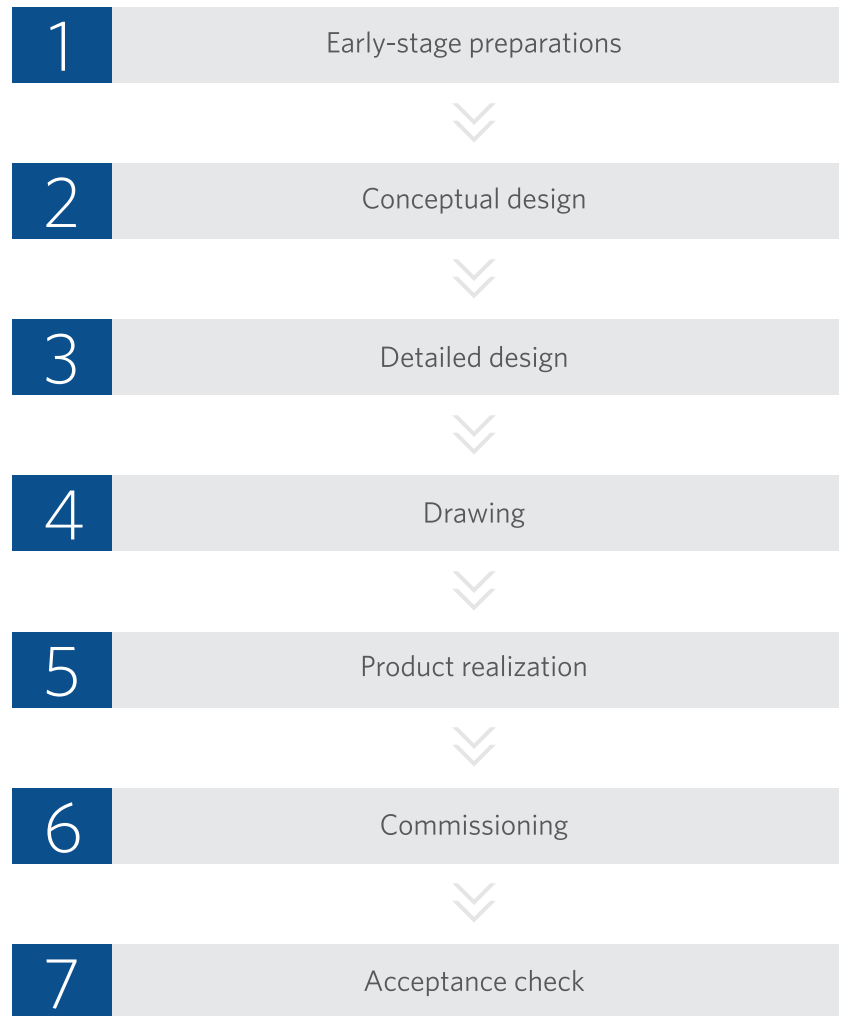 1 Early-stage preparations
2 Conceptual design
3 Detailed design
4 Drawing
5 Product realization
6 Commissioning
7 Acceptance check